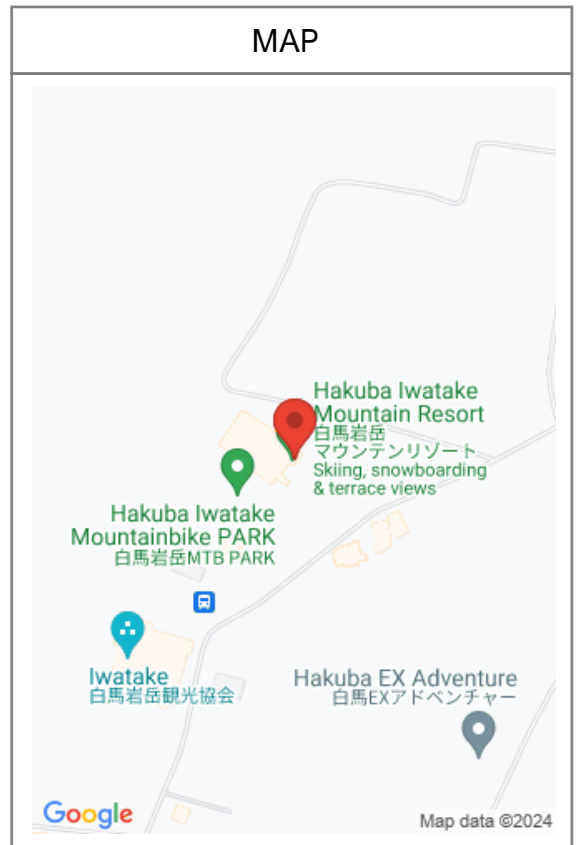 MAP
Hakuba Iwatake
Mountain Resort
白馬岩岳
マウンテンリゾート
Skiing, snowboarding
& terrace views
Hakuba Iwatake
Mountainbike PARK
白馬岩岳MTB PARK
Iwatake
白馬岩岳観光協会
Hakuba EX Adventure
白馬EXアドベンチャー
Google
Map data ©2024